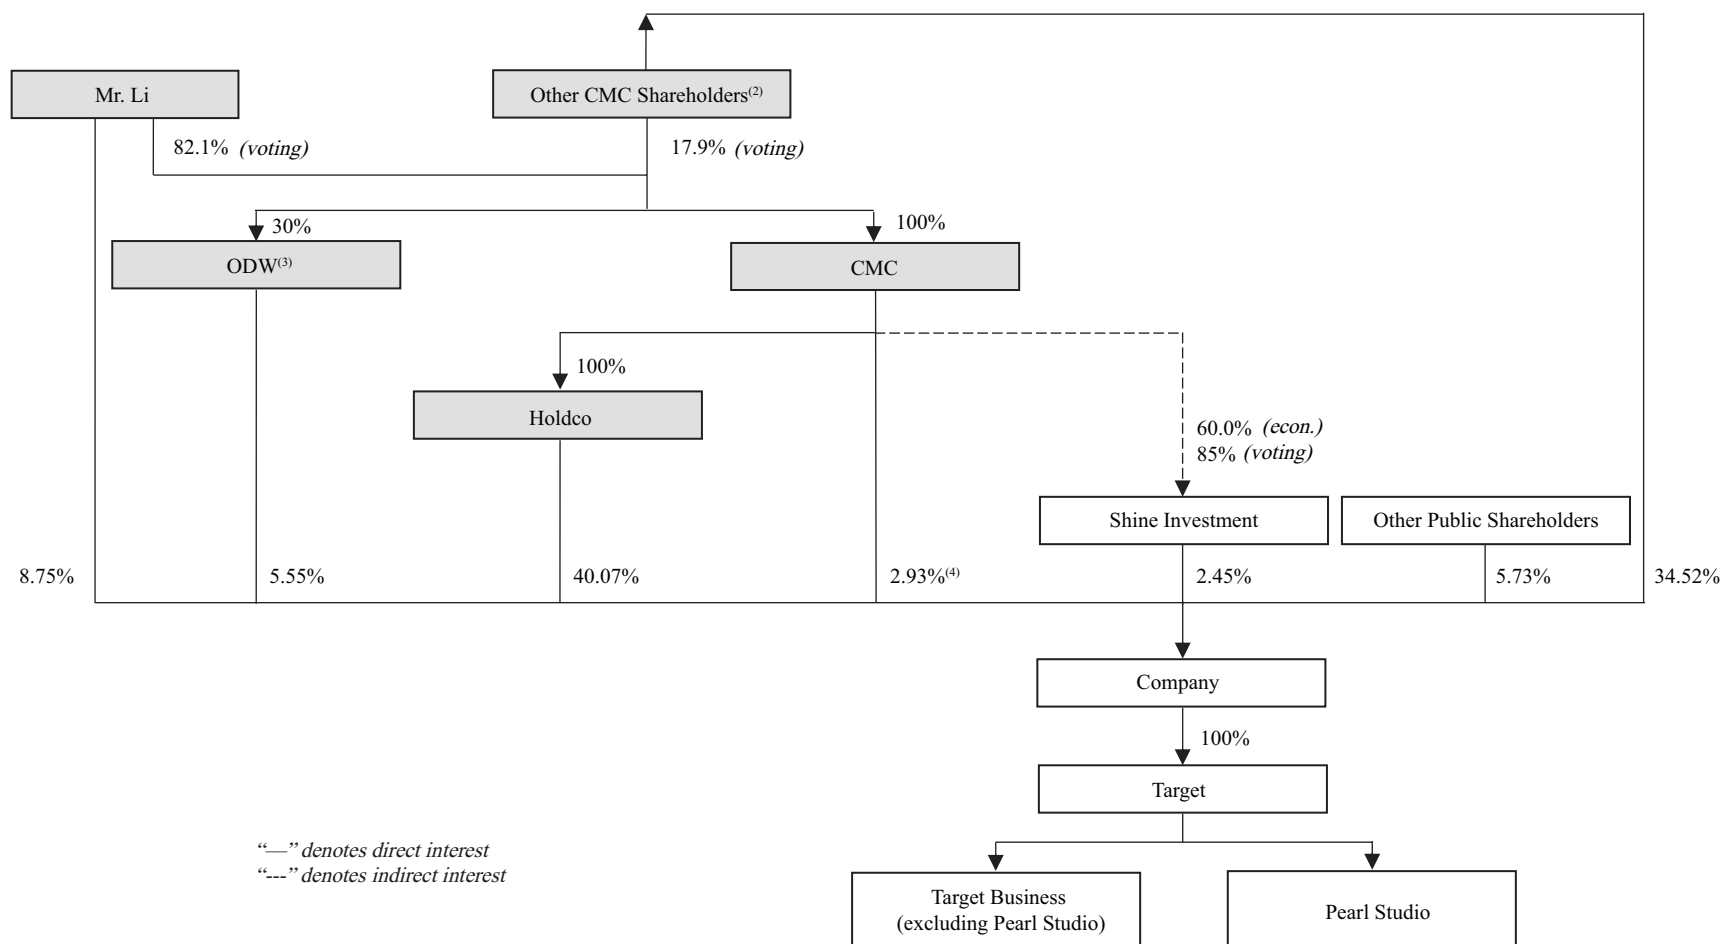 Mr. Li
Other CMC Shareholders(2)
82.1% (voting)
17.9% (voting)
30%
100%
ODW(3)
CMC
100%
Holdco
60.0% (econ.)
85% (voting)
Shine Investment
Other Public Shareholders
8.75%
5.55%
40.07%
2.93%(4)
2.45%
5.73%
34.52%
Company
100%
Target
“—” denotes direct interest
“---” denotes indirect interest
Target Business
(excluding Pearl Studio)
Pearl Studio